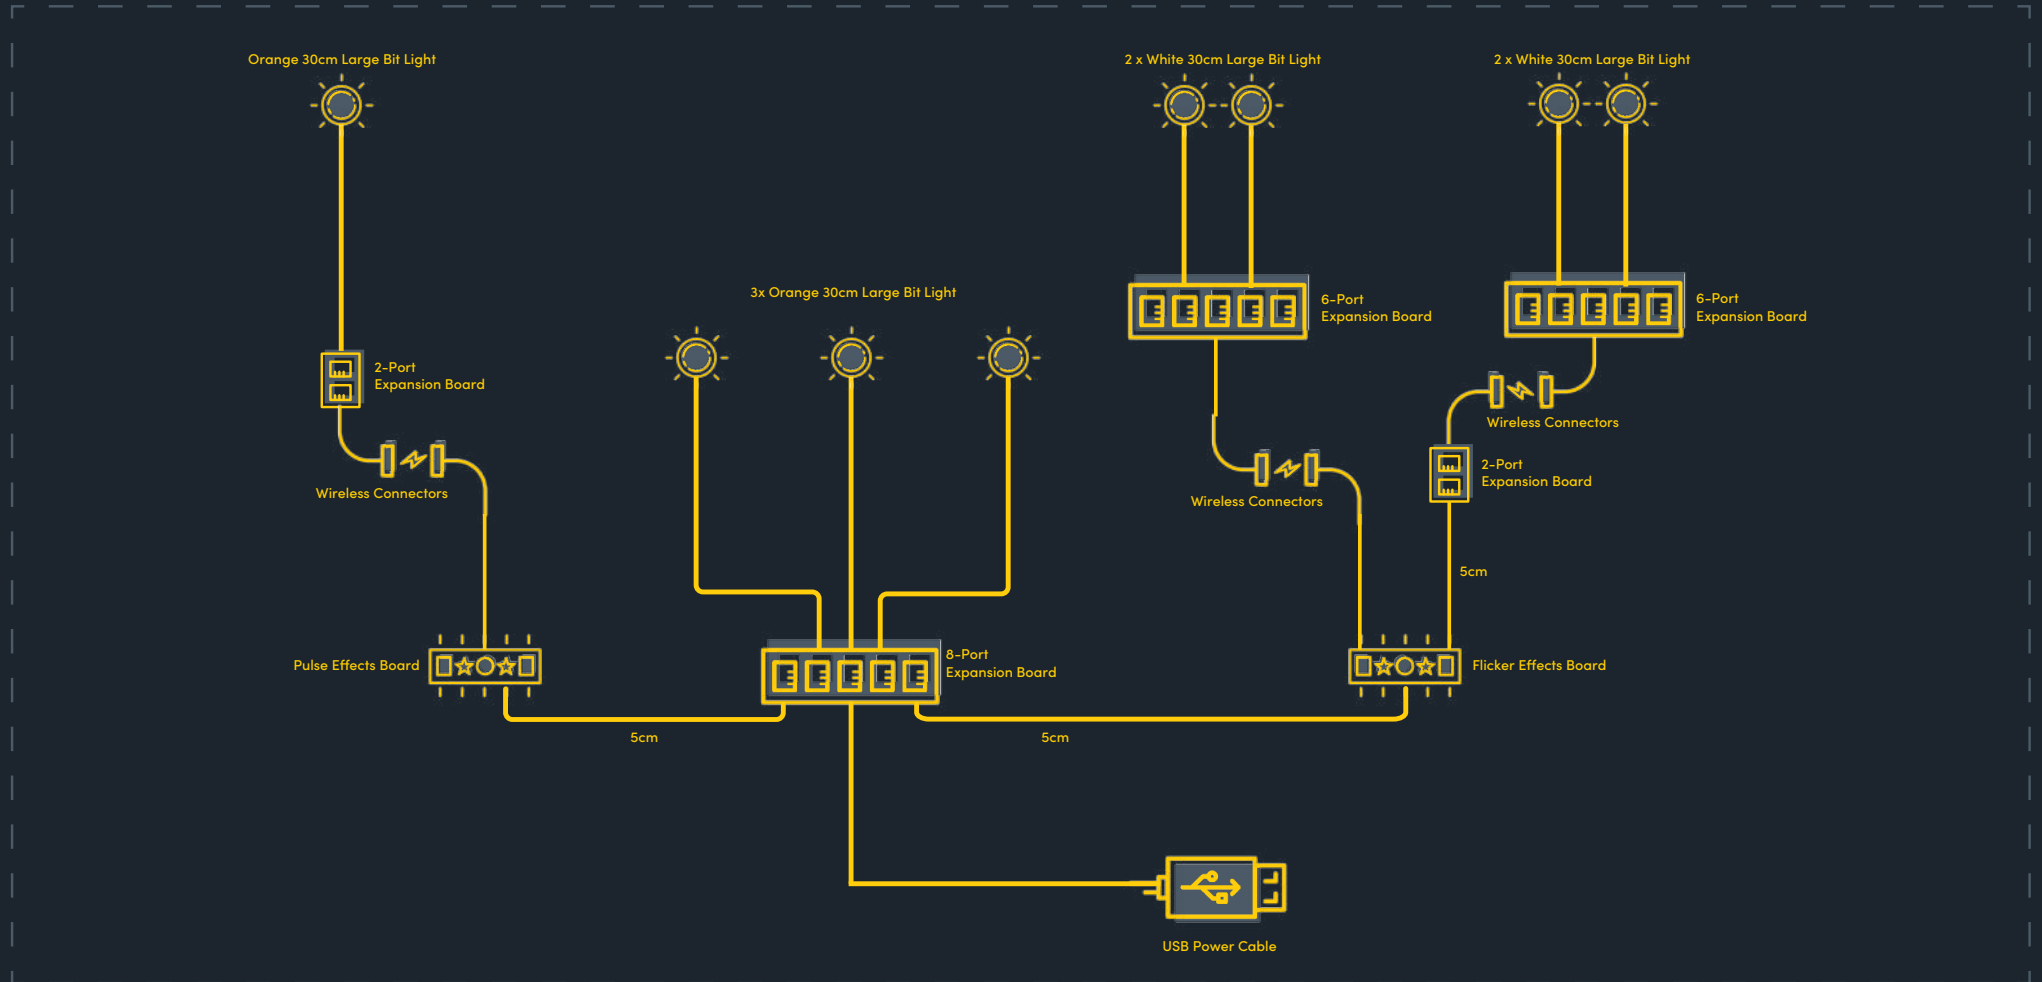 Orange 30cm Large Bit Light
2 x White 30cm Large Bit Light
2 x White 30cm Large Bit Light
3x Orange 30cm Large Bit Light
6-Port
Expansion Board
6-Port
Expansion Board
2-Port
Expansion Board
Wireless Connectors
2-Port
Expansion Board
Wireless Connectors
Wireless Connectors
5cm
Pulse Effects Board
8-Port
Expansion Board
Flicker Effects Board
5cm
5cm
USB Power Cable